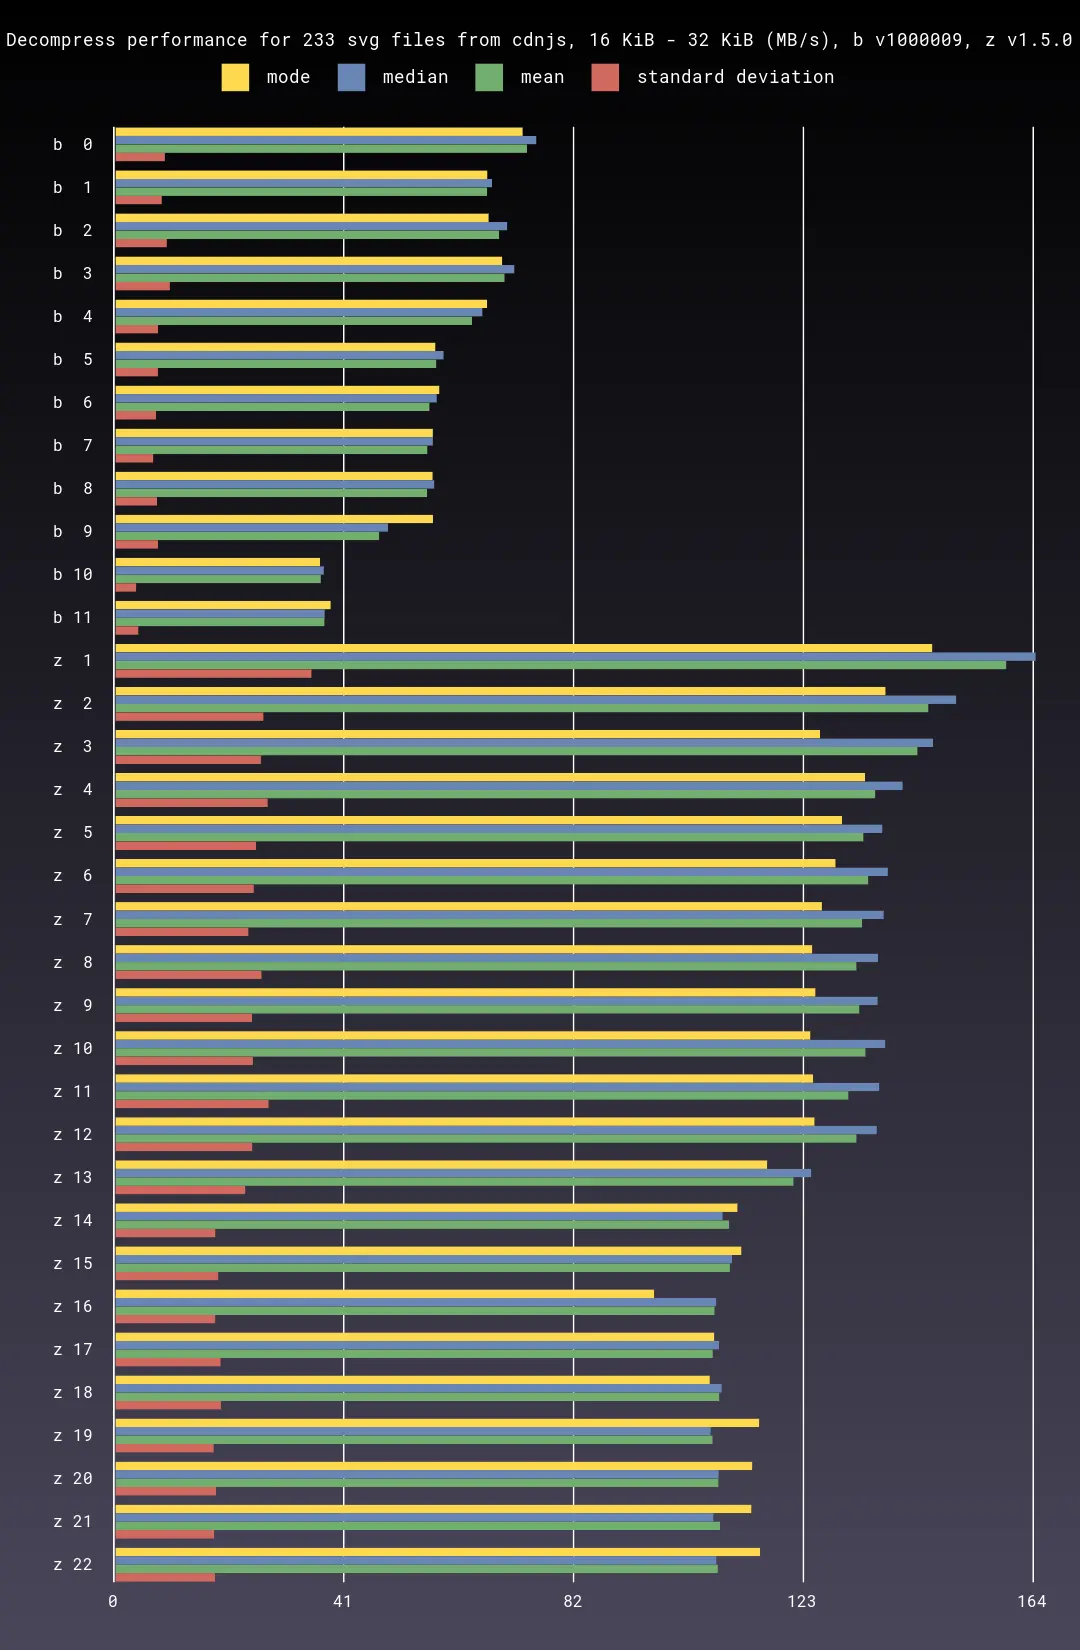 Decompress performance for 233 svg files from cdnjs, 16 KiB - 32 KiB (MB/s), b v1000009, z v1.5.0
mode median mean standard deviation
b 0
b 1
b 2
b 3
b 4
b 5
b 6
b 7
b 8
b 9
b 10
b 11
z 1
z 2
z 3
z 4
z 5
z 6
z 7
z 8
z 9
z 10
z 11
z 12
z 13
z 14
z 15
z 16
z 17
z 18
z 19
z 20
z 21
z 22
0 41 82 123 164